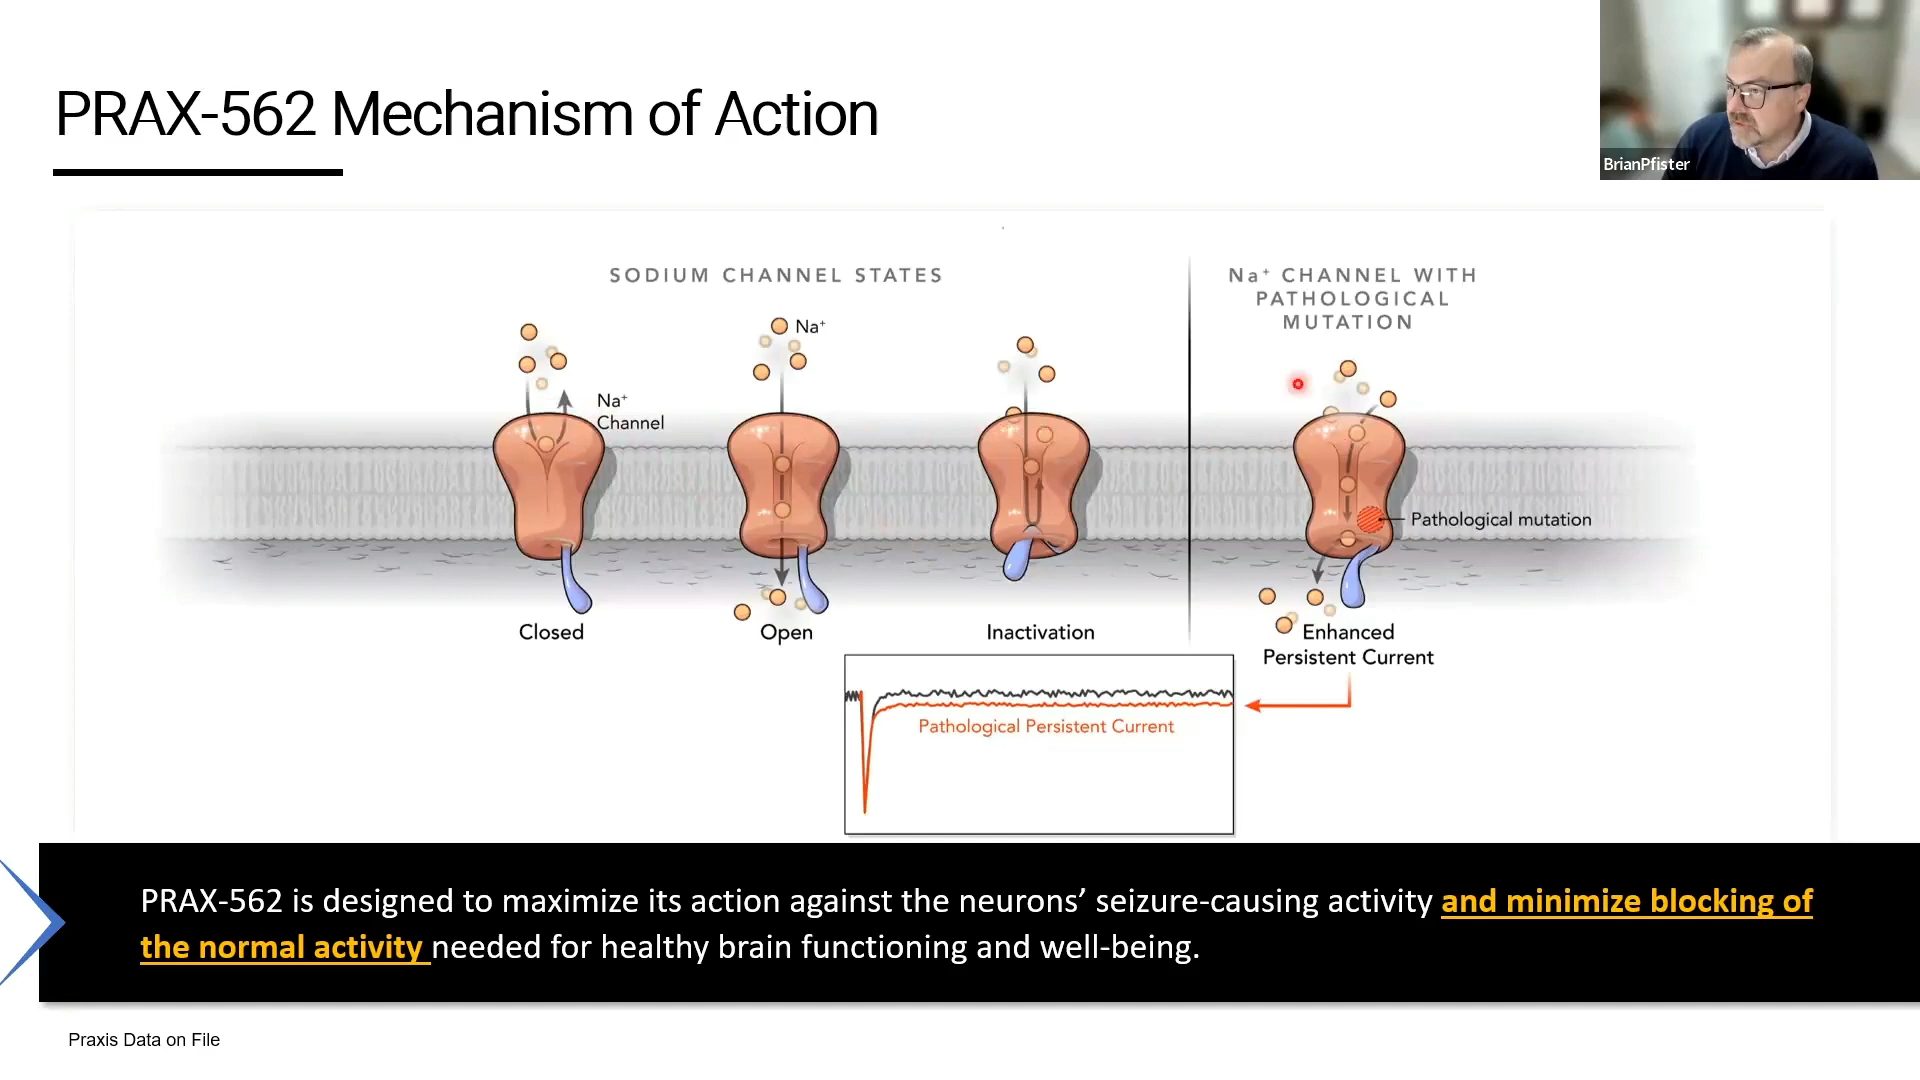 PRAX-562 Mechanism of Action
BrianPfister
SODIUM CHANNEL STATES
Na⁺ CHANNEL WITH
PATHOLOGICAL
MUTATION
Na⁺
Na⁺
Channel
Pathological mutation
Closed
Open
Inactivation
Enhanced
Persistent Current
Pathological Persistent Current
PRAX-562 is designed to maximize its action against the neurons’ seizure-causing activity and minimize blocking of
the normal activity needed for healthy brain functioning and well-being.
Praxis Data on File